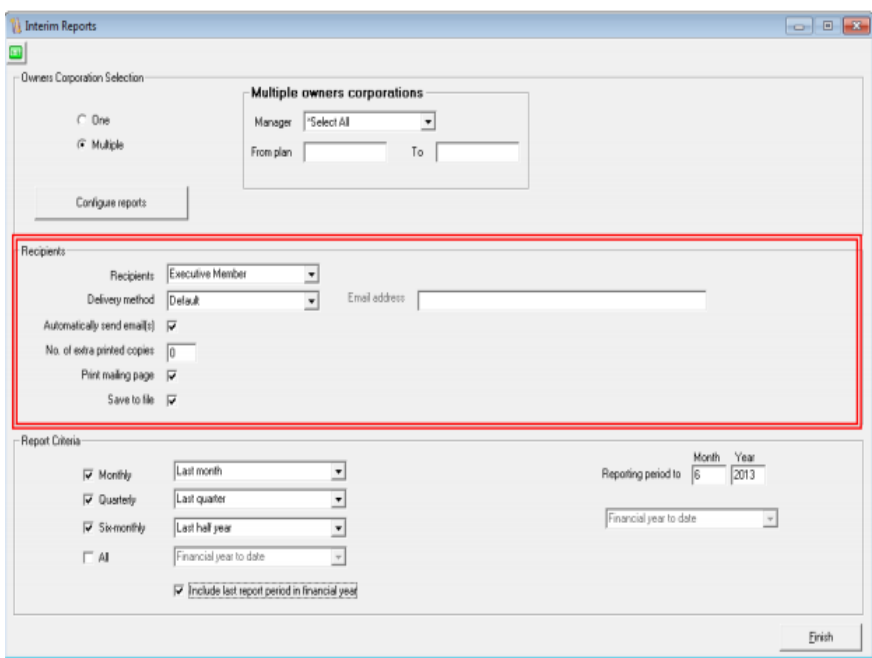 Interim Reports
Owners Corporation Selection
Multiple owners corporations
One
Manager *Select All
Multiple
From plan To
Configure reports
Recipients
Recipients Executive Member
Delivery method Default Email address
Automatically send email(s)
No. of extra printed copies 0
Print mailing page
Save to file
Report Criteria
Month Year
Monthly Last month Reporting period to 6 2013
Quarterly Last quarter
Financial year to date
Six-monthly Last half year
All Financial year to date
Include last report period in financial year
Finish